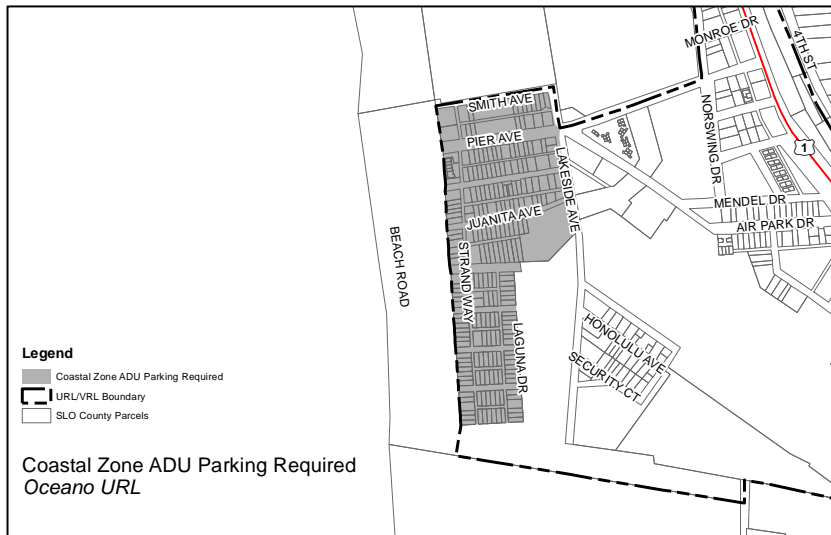 MONROE DR
4TH ST
SMITH AVE
NORSWING DR
PIER AVE
1
LAKESIDE AVE
MENDEL DR
JUANITA AVE
AIR PARK DR
BEACH ROAD
STRAND WAY
HONOLULU AVE
LAGUNA DR
SECURITY CT
Legend
Coastal Zone ADU Parking Required
URL/VRL Boundary
SLO County Parcels
Coastal Zone ADU Parking Required
Oceano URL